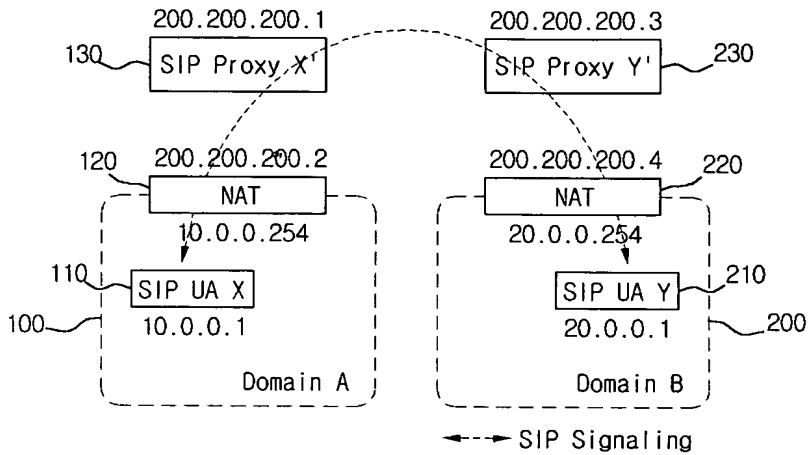 200.200.200.1 200.200.200.3
130 SIP Proxy X' SIP Proxy Y' 230
120 200.200.200.2 200.200.200.4 220
NAT NAT
10.0.0.254 20.0.0.254
110 SIP UA X SIP UA Y 210
100 10.0.0.1 20.0.0.1 200
Domain A Domain B
SIP Signaling